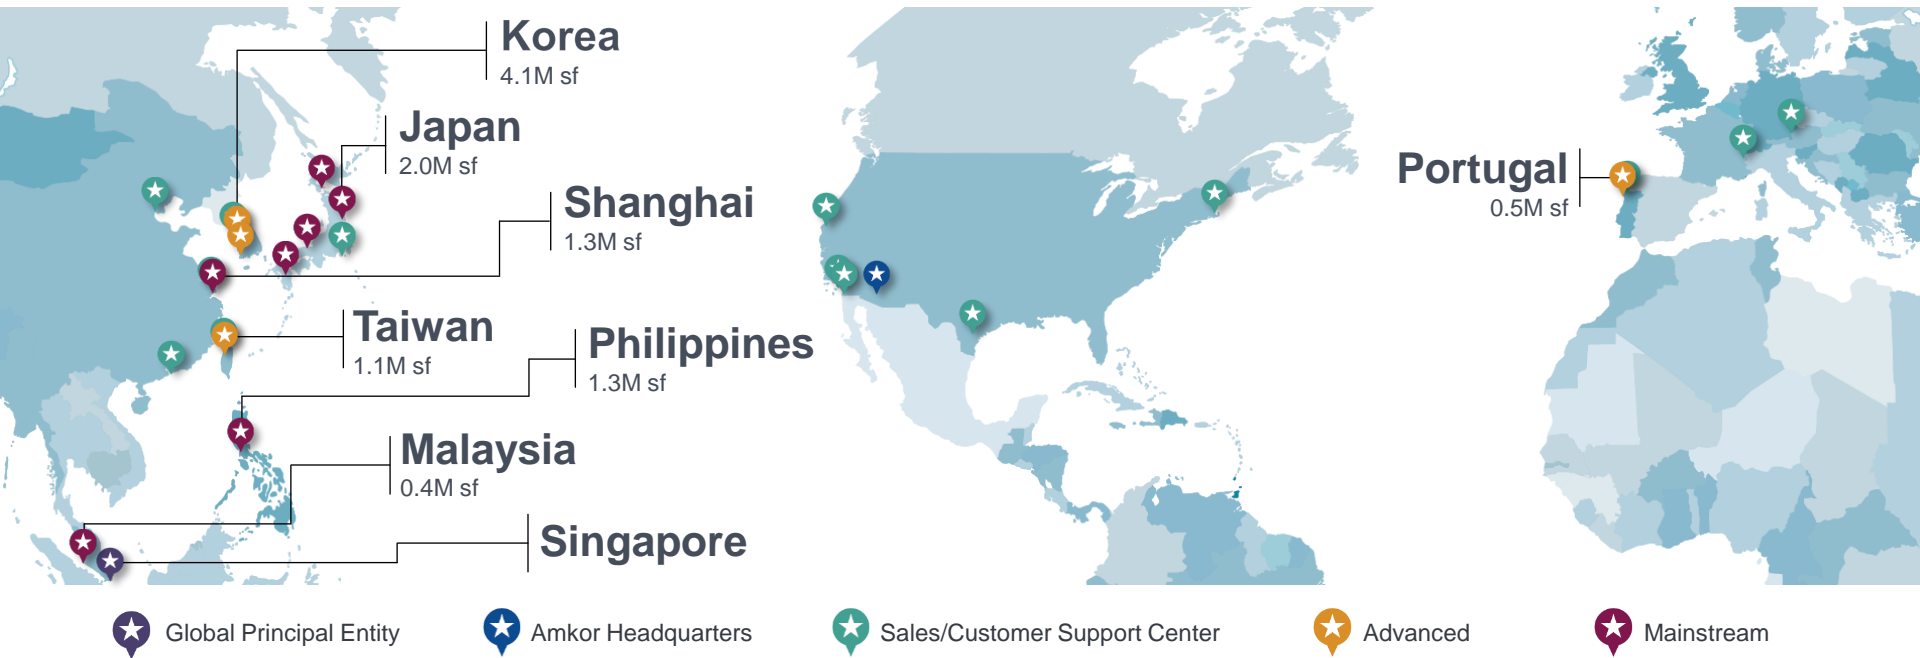 Korea
4.1M sf
Japan
2.0M sf
Shanghai
1.3M sf
Taiwan
1.1M sf
Philippines
1.3M sf
Malaysia
0.4M sf
Singapore
Portugal
0.5M sf
Global Principal Entity
Amkor Headquarters
Sales/Customer Support Center
Advanced
Mainstream